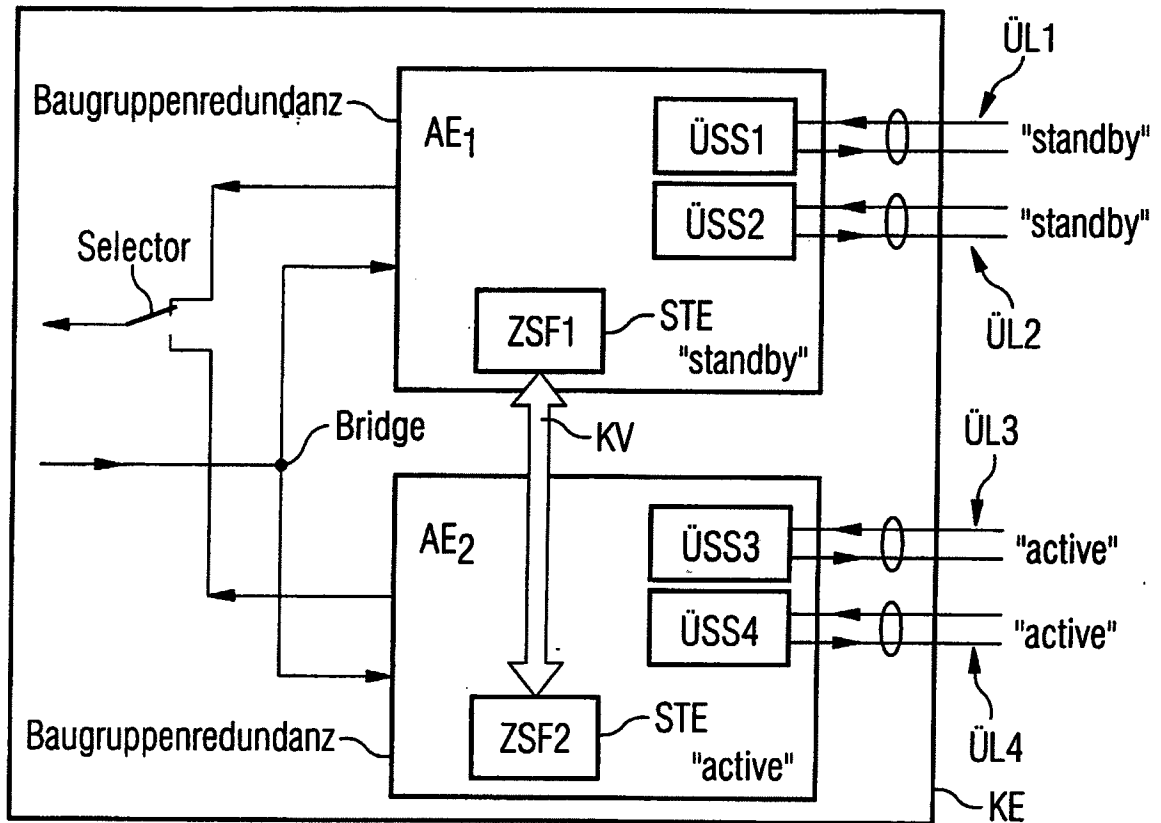 ÜL1
Baugruppenredundanz
AE1
ÜSS1
"standby"
ÜSS2
"standby"
Selector
ZSF1
STE
"standby"
ÜL2
Bridge
KV
ÜL3
AE2
ÜSS3
"active"
ÜSS4
"active"
ZSF2
STE
"active"
Baugruppenredundanz
ÜL4
KE